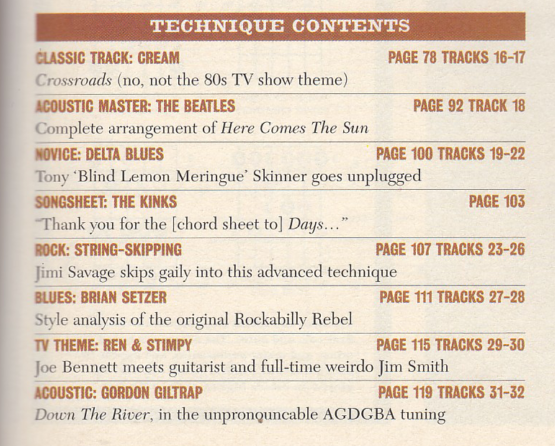 TECHNIQUE CONTENTS
CLASSIC TRACK: CREAM PAGE 78 TRACKS 16-17
Crossroads (no, not the 80s TV show theme)
ACOUSTIC MASTER: THE BEATLES PAGE 92 TRACK 18
Complete arrangement of Here Comes The Sun
NOVICE: DELTA BLUES PAGE 100 TRACKS 19-22
Tony ‘Blind Lemon Meringue’ Skinner goes unplugged
SONGSHEET: THE KINKS PAGE 103
“Thank you for the [chord sheet to] Days...”
ROCK: STRING-SKIPPING PAGE 107 TRACKS 23-26
Jimi Savage skips gaily into this advanced technique
BLUES: BRIAN SETZER PAGE 111 TRACKS 27-28
Style analysis of the original Rockabilly Rebel
TV THEME: REN & STIMPY PAGE 115 TRACKS 29-30
Joe Bennett meets guitarist and full-time weirdo Jim Smith
ACOUSTIC: GORDON GILTRAP PAGE 119 TRACKS 31-32
Down The River, in the unpronouncable AGDGBA tuning